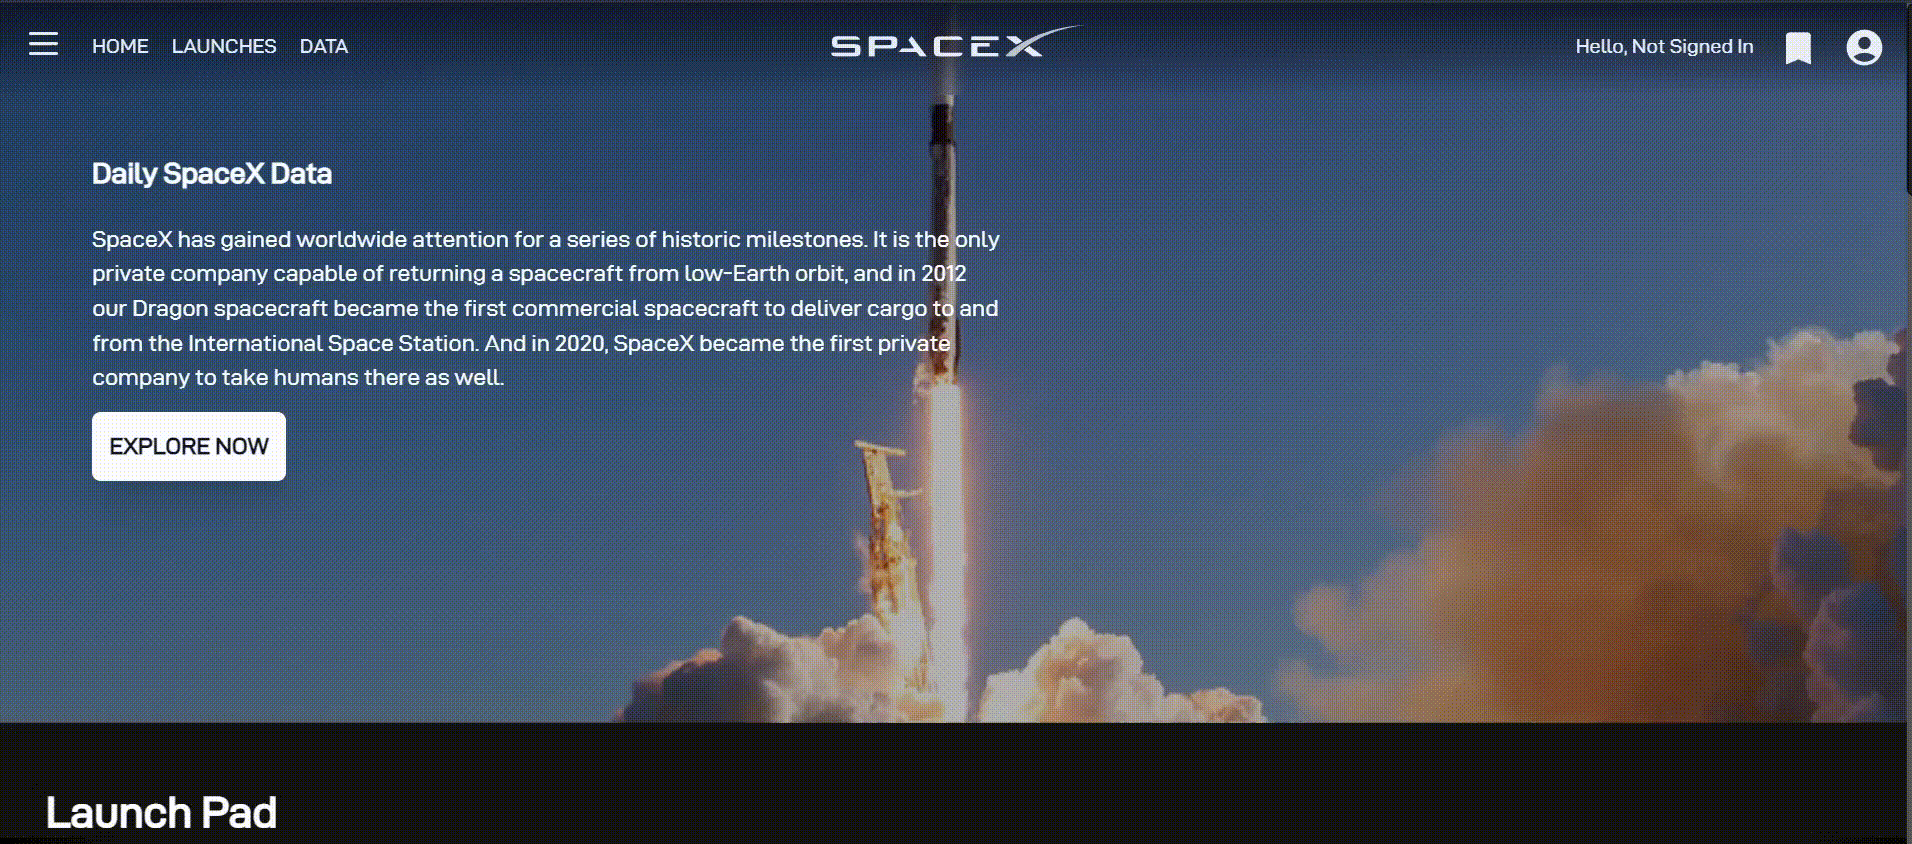 HOME LAUNCHES DATA
SPACEX
Hello, Not Signed In
Daily SpaceX Data
SpaceX has gained worldwide attention for a series of historic milestones. It is the only
private company capable of returning a spacecraft from low-Earth orbit, and in 2012
our Dragon spacecraft became the first commercial spacecraft to deliver cargo to and
from the International Space Station. And in 2020, SpaceX became the first private
company to take humans there as well.
EXPLORE NOW
Launch Pad